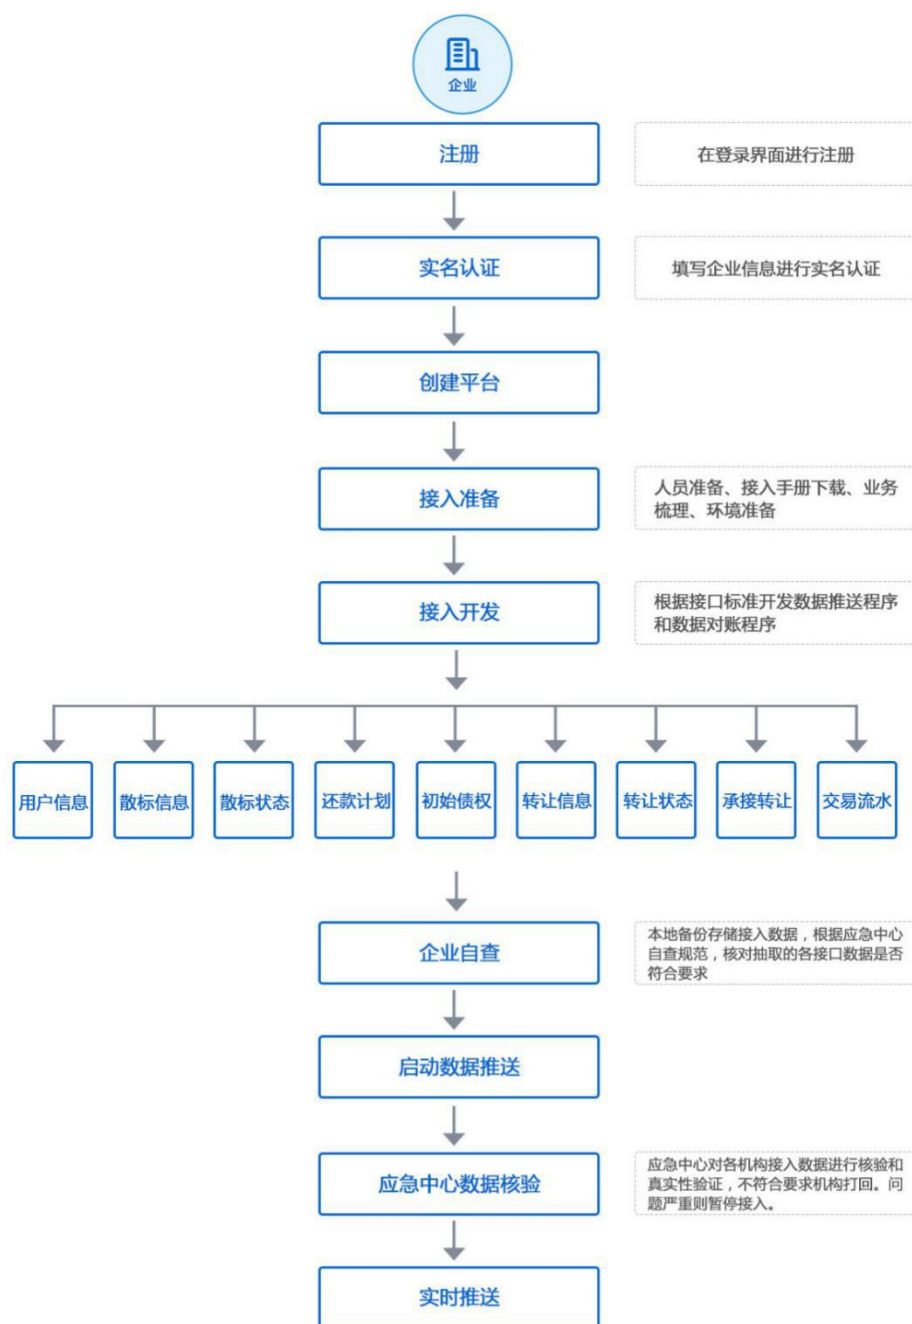 企业
注册
在登录界面进行注册
实名认证
填写企业信息进行实名认证
创建平台
接入准备
人员准备、接入手册下载、业务
梳理、环境准备
接入开发
根据接口标准开发数据推送程序
和数据对账程序
用户信息
散标信息
散标状态
还款计划
初始债权
转让信息
转让状态
承接转让
交易流水
企业自查
本地备份存储接入数据，根据应急中心
自查规范，核对抽取的各接口数据是否
符合要求
启动数据推送
应急中心数据核验
应急中心对各机构接入数据进行核验和
真实性验证，不符合要求机构打回。问
题严重则暂停接入。
实时推送